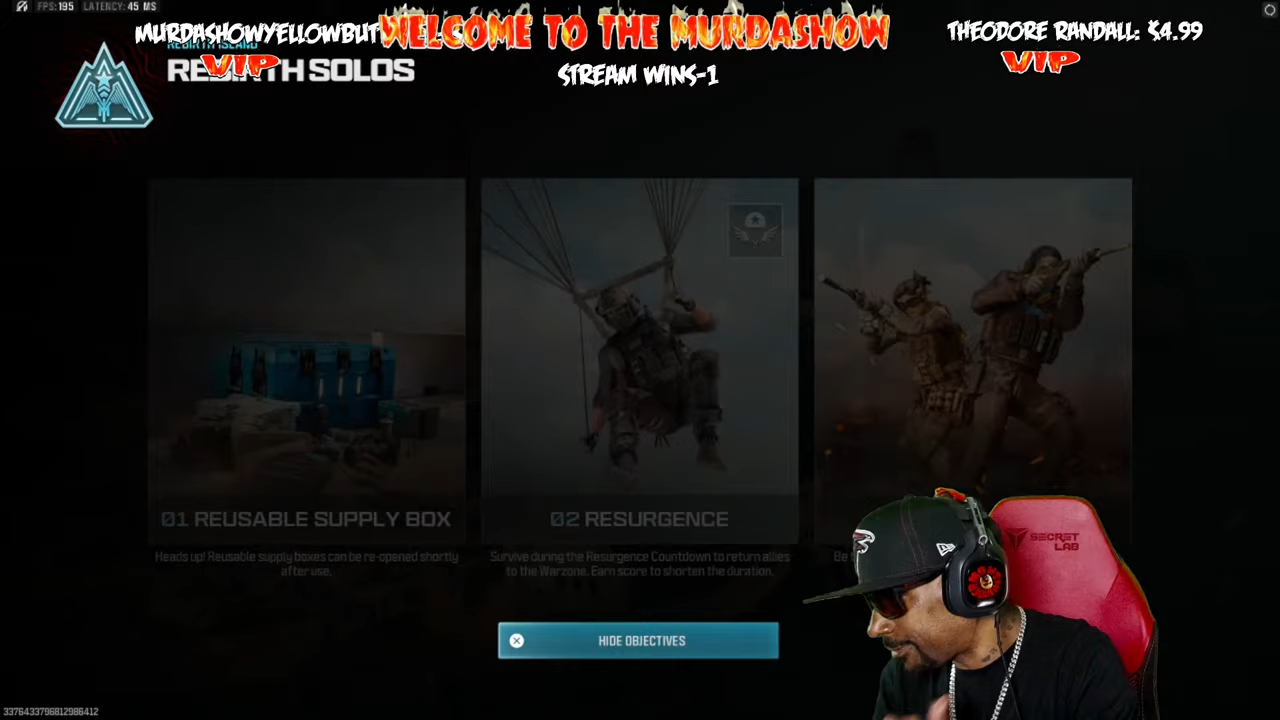 FPS: 195 LATENCY: 45 MS
MURDASHOWYELLOWBUT
WELCOME TO THE MURDASHOW
THEODORE RANDALL: $4.99
REBIRTH ISLAND
VIP
VIP
REBIRTH SOLOS
STREAM WINS-1
01 REUSABLE SUPPLY BOX
02 RESURGENCE
Heads up! Reusable supply boxes can be re-opened shortly
after use.
Survive during the Resurgence Countdown to return allies
to the Warzone. Earn score to shorten the duration.
Be
SECRET
LAB
HIDE OBJECTIVES
3376433796812986412